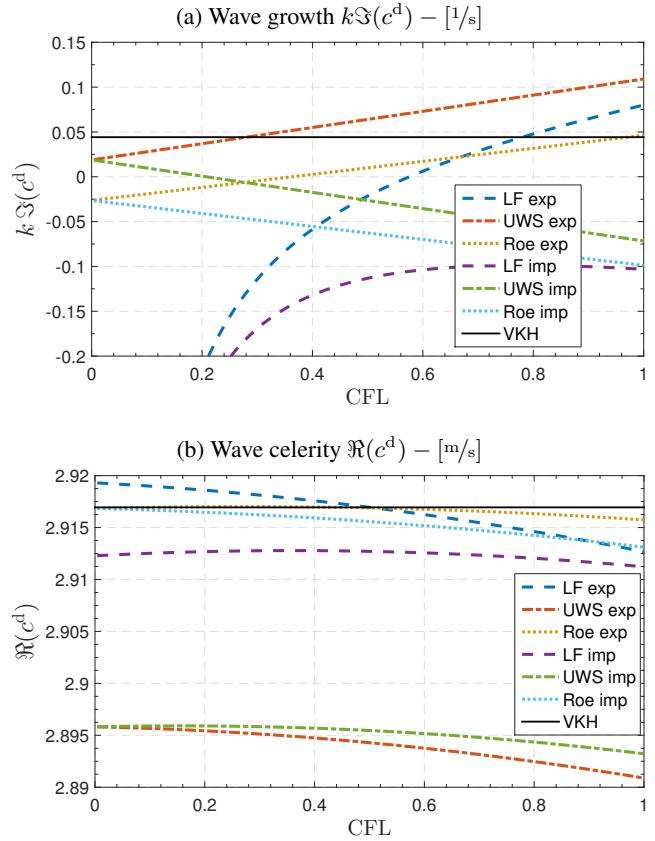 (a) Wave growth kℑ(cᵈ) – [1/s]
0.15
0.1
0.05
0
-0.05
-0.1
-0.15
-0.2
k ℑ(cᵈ)
LF exp
UWS exp
Roe exp
LF imp
UWS imp
Roe imp
VKH
0 0.2 0.4 0.6 0.8 1
CFL
(b) Wave celerity ℜ(cᵈ) – [m/s]
2.92
2.915
2.91
2.905
2.9
2.895
2.89
ℜ(cᵈ)
LF exp
UWS exp
Roe exp
LF imp
UWS imp
Roe imp
VKH
0 0.2 0.4 0.6 0.8 1
CFL